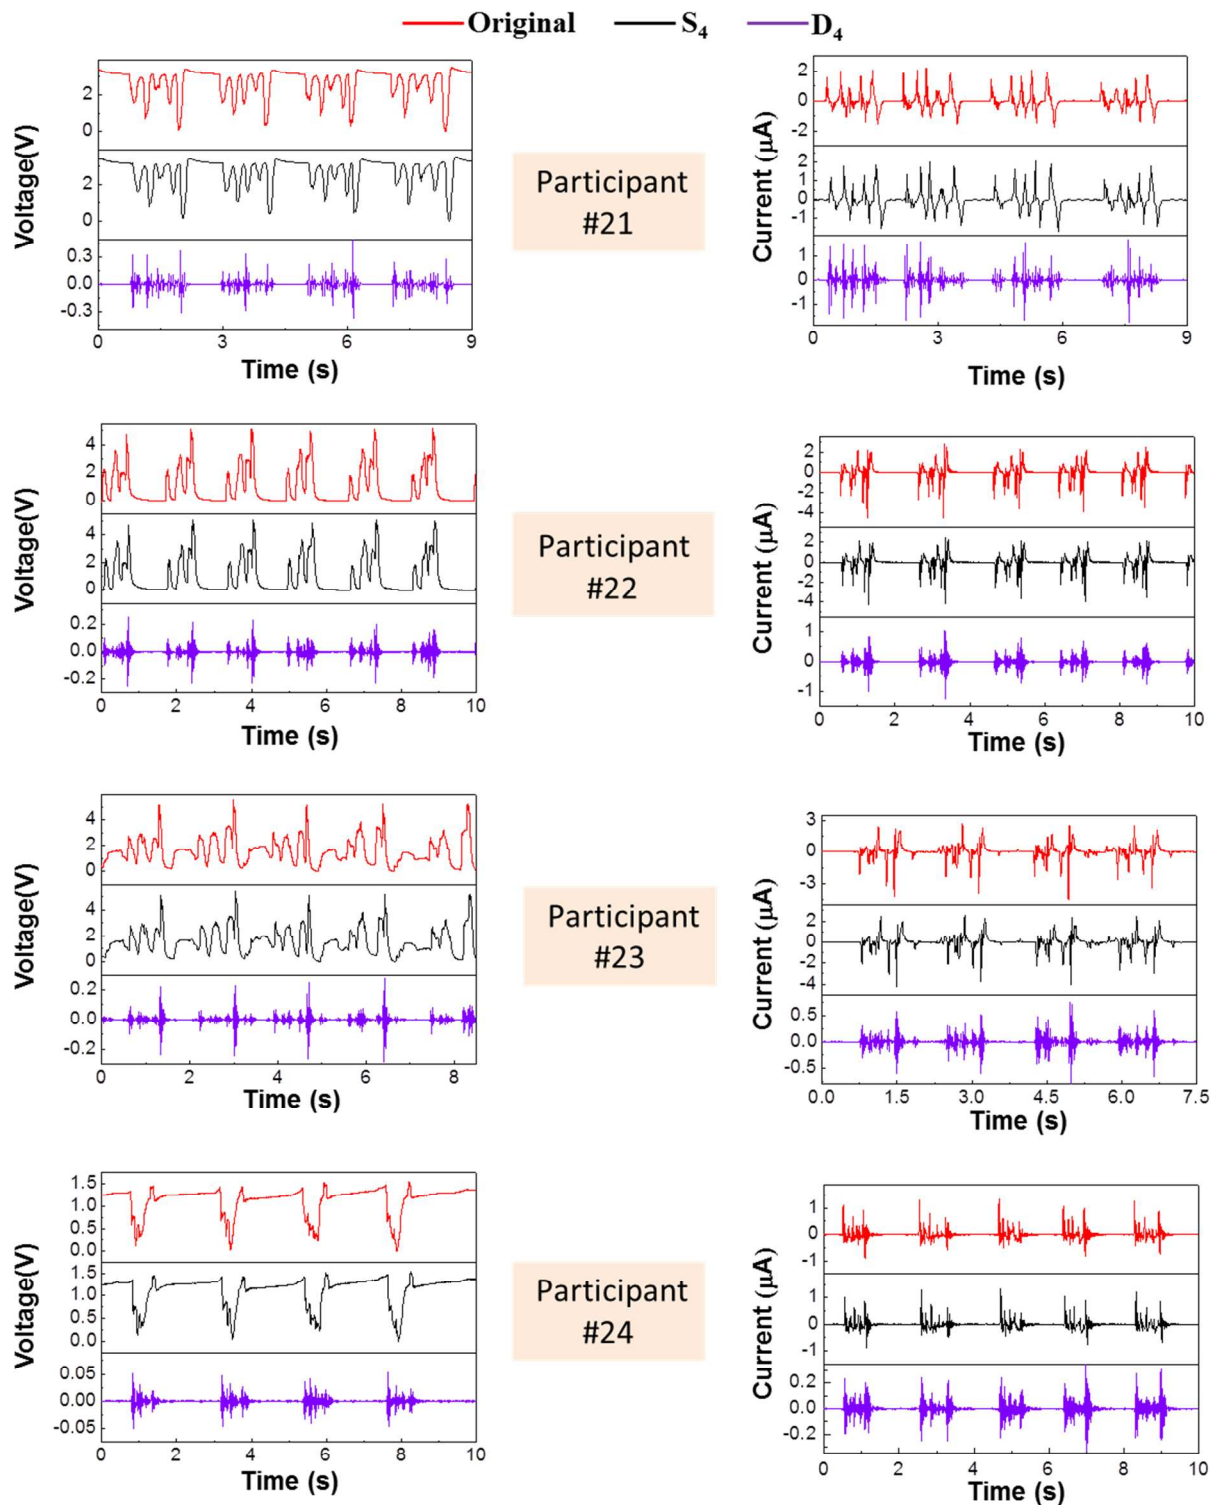 Original S₄ D₄
Voltage(V)
2
0
2
0
0.3
0.0
-0.3
0 3 6 9
Time (s)
Participant
#21
Current (μA)
2
0
-2
2
1
0
-1
1
0
-1
0 3 6 9
Time (s)
Voltage(V)
4
2
0
4
2
0
0.2
0.0
-0.2
0 2 4 6 8 10
Time (s)
Participant
#22
Current (μA)
2
0
-2
-4
2
0
-2
-4
1
0
-1
0 2 4 6 8 10
Time (s)
Voltage(V)
4
2
0
4
2
0
0.2
0.0
-0.2
0 2 4 6 8
Time (s)
Participant
#23
Current (μA)
3
0
-3
2
0
-2
-4
0.5
0.0
-0.5
0.0 1.5 3.0 4.5 6.0 7.5
Time (s)
Voltage(V)
1.5
1.0
0.5
0.0
1.5
1.0
0.5
0.0
0.05
0.00
-0.05
0 2 4 6 8 10
Time (s)
Participant
#24
Current (μA)
1
0
-1
1
0
-1
0.2
0.0
-0.2
0 2 4 6 8 10
Time (s)